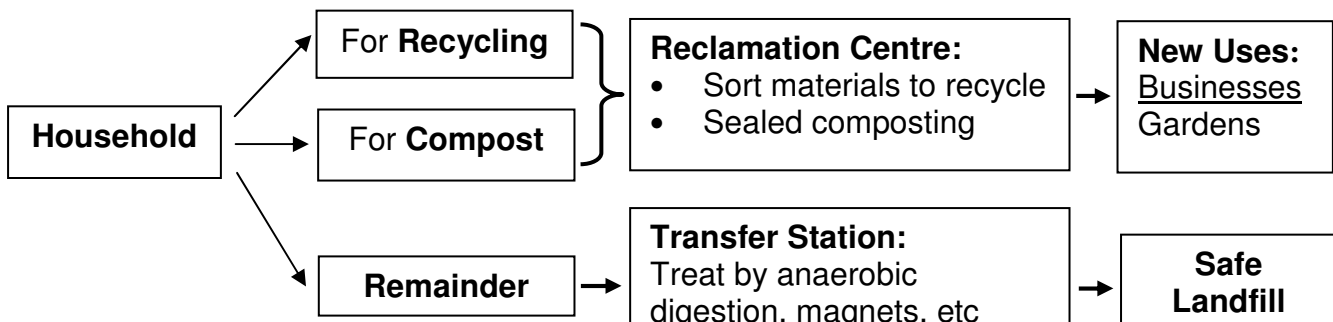 For Recycling
Reclamation Centre:
• Sort materials to recycle
• Sealed composting
New Uses:
Businesses
Gardens
Household
For Compost
Remainder
Transfer Station:
Treat by anaerobic
digestion, magnets, etc
Safe
Landfill